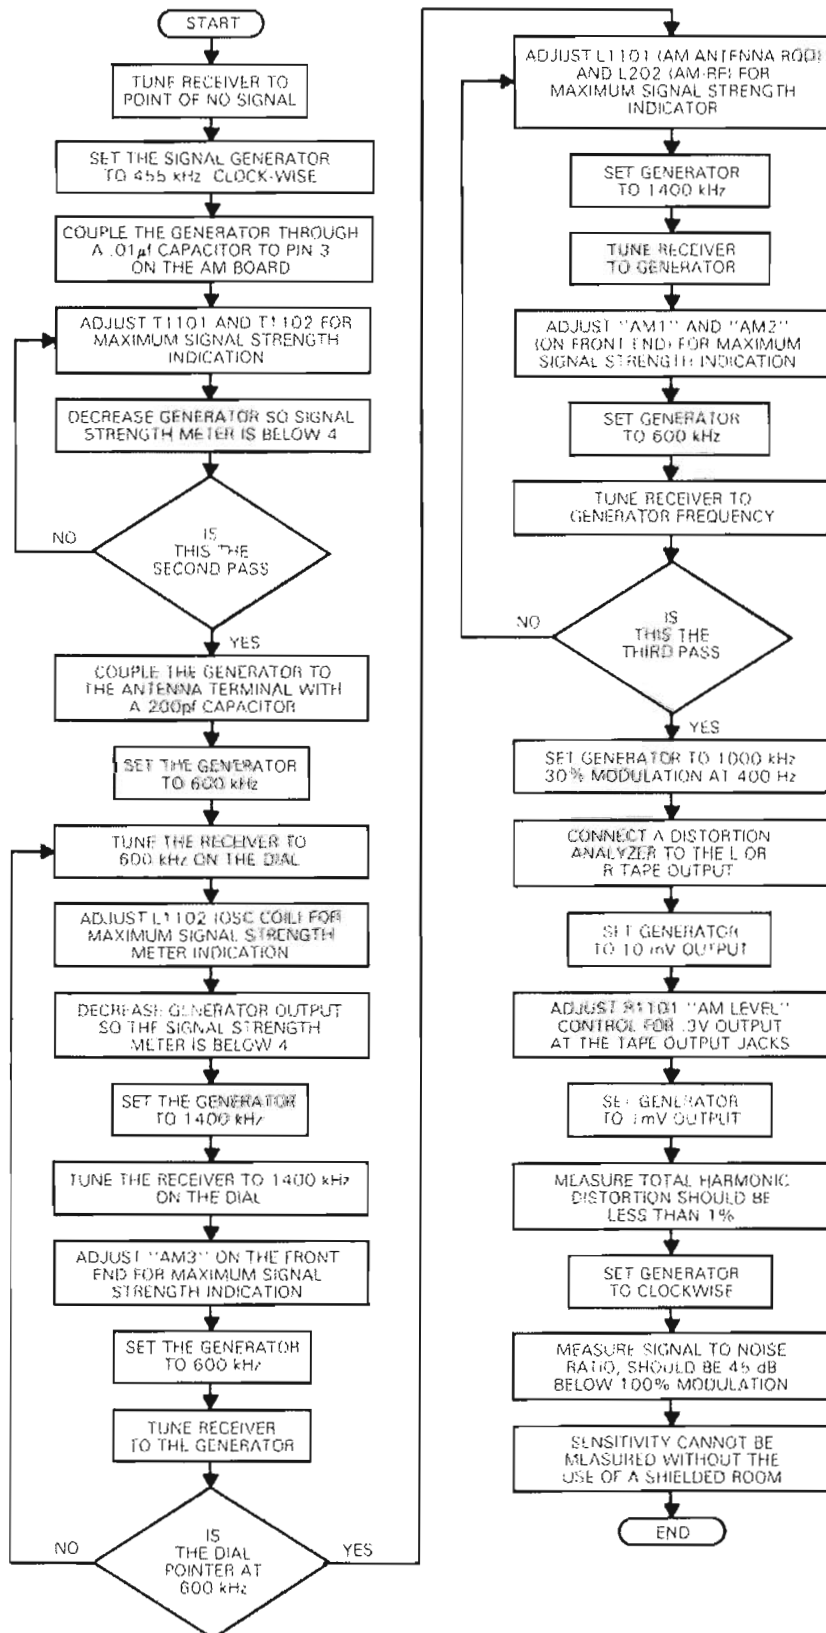 START
TUNE RECEIVER TO
POINT OF NO SIGNAL
SET THE SIGNAL GENERATOR
TO 455 kHz CLOCK-WISE
COUPLE THE GENERATOR THROUGH
A .01µf CAPACITOR TO PIN 3
ON THE AM BOARD
ADJUST T1101 AND T1102 FOR
MAXIMUM SIGNAL STRENGTH
INDICATION
DECREASE GENERATOR SO SIGNAL
STRENGTH METER IS BELOW 4
NO
IS
THIS THE
SECOND PASS
YES
COUPLE THE GENERATOR TO
THE ANTENNA TERMINAL WITH
A 200pf CAPACITOR
SET THE GENERATOR
TO 600 kHz
TUNE THE RECEIVER TO
600 kHz ON THE DIAL
ADJUST L1102 (OSC COIL) FOR
MAXIMUM SIGNAL STRENGTH
METER INDICATION
DECREASE GENERATOR OUTPUT
SO THE SIGNAL STRENGTH
METER IS BELOW 4
SET THE GENERATOR
TO 1400 kHz
TUNE THE RECEIVER TO 1400 kHz
ON THE DIAL
ADJUST "AM3" ON THE FRONT
END FOR MAXIMUM SIGNAL
STRENGTH INDICATION
SET THE GENERATOR
TO 600 kHz
TUNE RECEIVER
TO THE GENERATOR
NO
IS
THE DIAL
POINTER AT
600 kHz
YES
ADJUST L1101 (AM ANTENNA ROD)
AND L202 (AM-RF) FOR
MAXIMUM SIGNAL STRENGTH
INDICATOR
SET GENERATOR
TO 1400 kHz
TUNE RECEIVER
TO GENERATOR
ADJUST "AM1" AND "AM2"
(ON FRONT END) FOR MAXIMUM
SIGNAL STRENGTH INDICATION
SET GENERATOR
TO 600 kHz
TUNE RECEIVER TO
GENERATOR FREQUENCY
NO
IS
THIS THE
THIRD PASS
YES
SET GENERATOR TO 1000 kHz
30% MODULATION AT 400 Hz
CONNECT A DISTORTION
ANALYZER TO THE L OR
R TAPE OUTPUT
SET GENERATOR
TO 10 mV OUTPUT
ADJUST R1101 "AM LEVEL"
CONTROL FOR .3V OUTPUT
AT THE TAPE OUTPUT JACKS
SET GENERATOR
TO 1mV OUTPUT
MEASURE TOTAL HARMONIC
DISTORTION SHOULD BE
LESS THAN 1%
SET GENERATOR
TO CLOCKWISE
MEASURE SIGNAL TO NOISE
RATIO, SHOULD BE 45 dB
BELOW 100% MODULATION
SENSITIVITY CANNOT BE
MEASURED WITHOUT THE
USE OF A SHIELDED ROOM
END